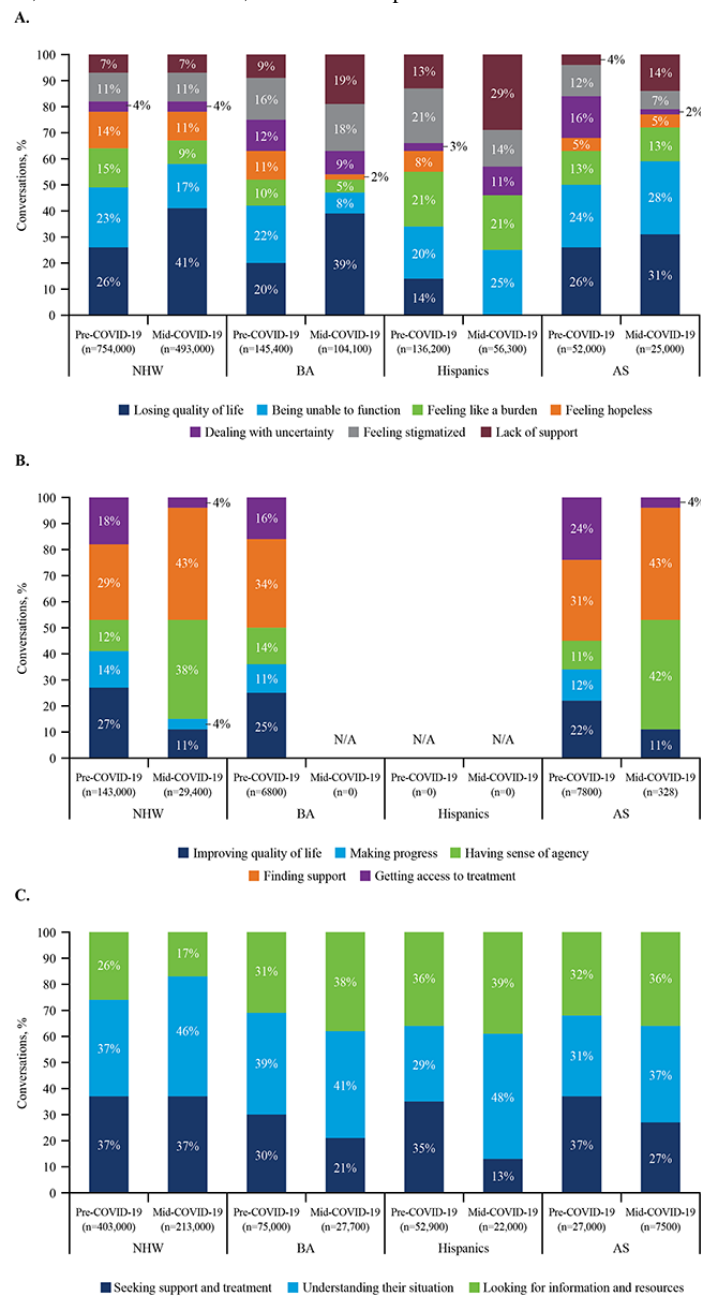 A.
100
90
80
70
60
50
40
30
20
10
0
Conversations, %
7% 7% 9% 19% 13% 29% 4% 14%
11% 11% 16% 18% 21% 14% 12% 7%
4% 4% 12% 9% 3% 11% 16% 2%
14% 11% 11% 2% 8% 5% 5%
15% 9% 10% 5% 21% 21% 13% 13%
23% 17% 22% 8% 20% 25% 24% 28%
26% 41% 20% 39% 14% 26% 31%
Pre-COVID-19 Mid-COVID-19 Pre-COVID-19 Mid-COVID-19 Pre-COVID-19 Mid-COVID-19 Pre-COVID-19 Mid-COVID-19
(n=754,000) (n=493,000) (n=145,400) (n=104,100) (n=136,200) (n=56,300) (n=52,000) (n=25,000)
NHW BA Hispanics AS
Losing quality of life Being unable to function Feeling like a burden Feeling hopeless
Dealing with uncertainty Feeling stigmatized Lack of support
B.
100
90
80
70
60
50
40
30
20
10
0
Conversations, %
18% 4% 16% 24% 4%
29% 43% 34% 31% 43%
12% 38% 14% 11% 42%
14% 4% 11% 12%
27% 11% 25% N/A N/A N/A 22% 11%
Pre-COVID-19 Mid-COVID-19 Pre-COVID-19 Mid-COVID-19 Pre-COVID-19 Mid-COVID-19 Pre-COVID-19 Mid-COVID-19
(n=143,000) (n=29,400) (n=6800) (n=0) (n=0) (n=0) (n=7800) (n=328)
NHW BA Hispanics AS
Improving quality of life Making progress Having sense of agency
Finding support Getting access to treatment
C.
100
90
80
70
60
50
40
30
20
10
0
Conversations, %
26% 17% 31% 38% 36% 39% 32% 36%
37% 46% 39% 41% 29% 48% 31% 37%
37% 37% 30% 21% 35% 13% 37% 27%
Pre-COVID-19 Mid-COVID-19 Pre-COVID-19 Mid-COVID-19 Pre-COVID-19 Mid-COVID-19 Pre-COVID-19 Mid-COVID-19
(n=403,000) (n=213,000) (n=75,000) (n=27,700) (n=52,900) (n=22,000) (n=27,000) (n=7500)
NHW BA Hispanics AS
Seeking support and treatment Understanding their situation Looking for information and resources